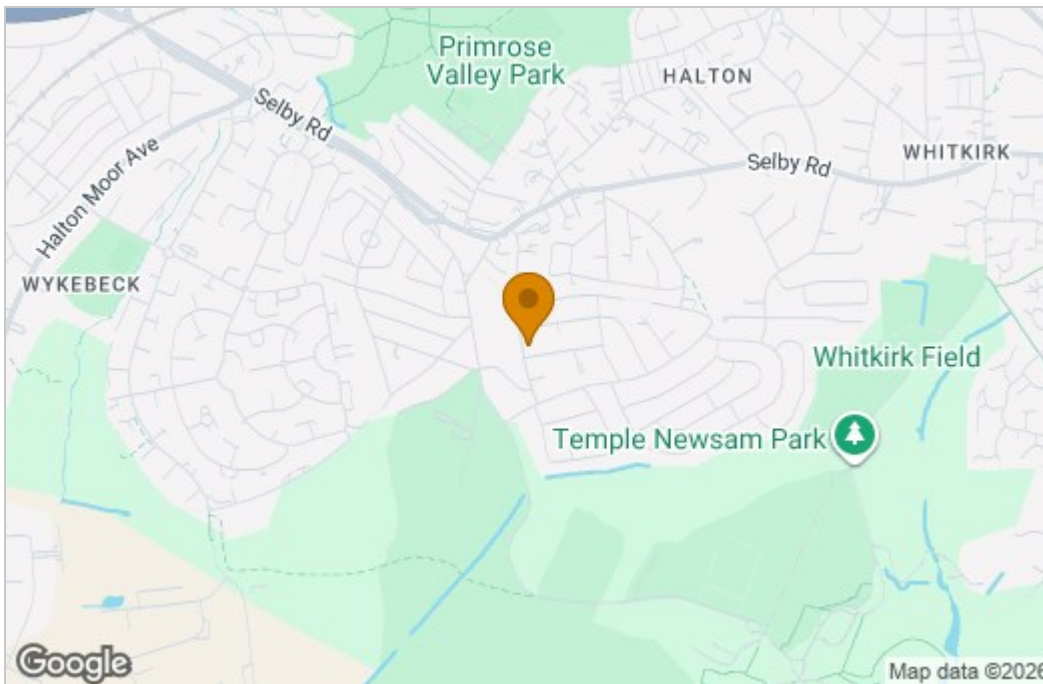 Primrose
Valley Park
HALTON
Selby Rd
WHITKIRK
Selby Rd
Halton Moor Ave
WYKEBECK
Whitkirk Field
Temple Newsam Park
Google
Map data ©2026